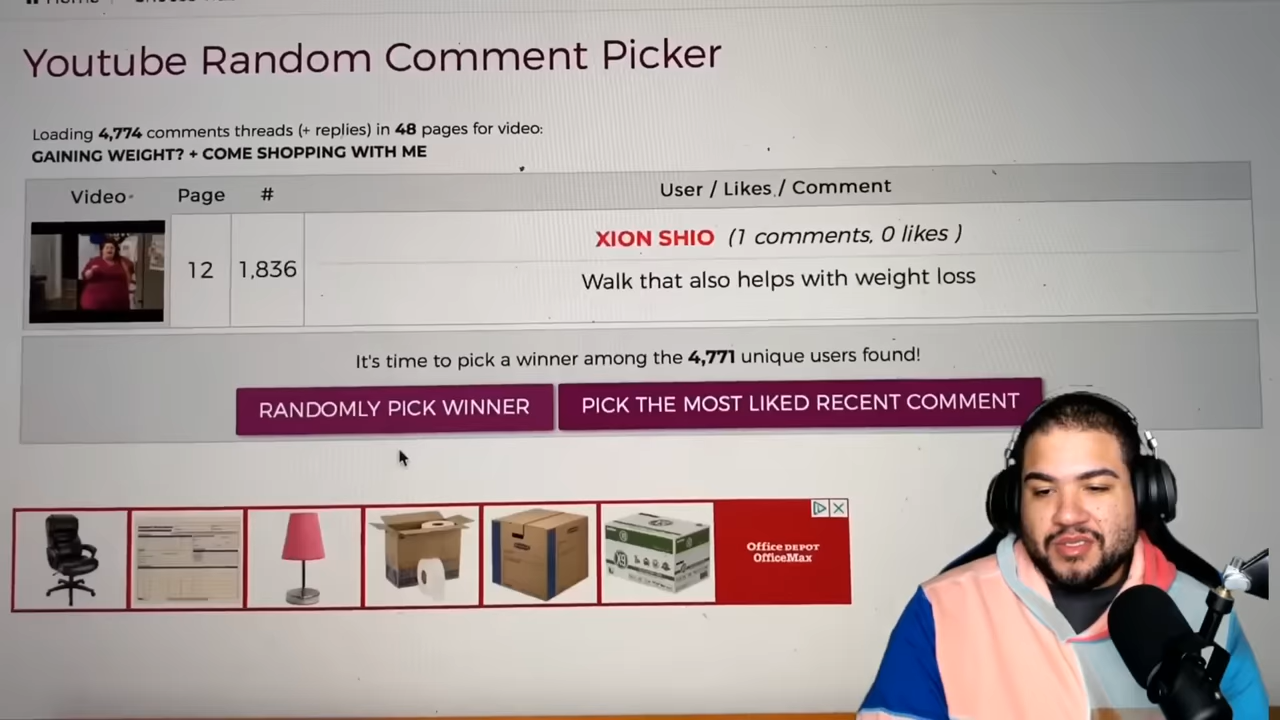 Youtube Random Comment Picker
Loading 4,774 comments threads (+ replies) in 48 pages for video:
GAINING WEIGHT? + COME SHOPPING WITH ME
Video Page # User / Likes / Comment
12 1,836 XION SHIO (1 comments, 0 likes )
Walk that also helps with weight loss
It's time to pick a winner among the 4,771 unique users found!
RANDOMLY PICK WINNER PICK THE MOST LIKED RECENT COMMENT
Office DEPOT
OfficeMax